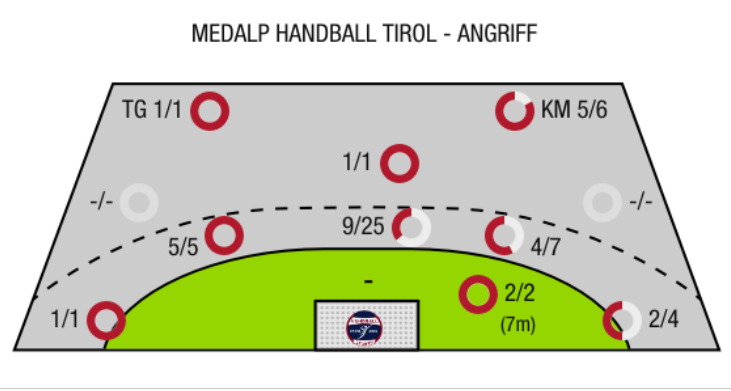 MEDALP HANDBALL TIROL - ANGRIFF
TG 1/1
KM 5/6
1/1
-/-
-/-
5/5
9/25
4/7
-
1/1
2/2
(7m)
2/4